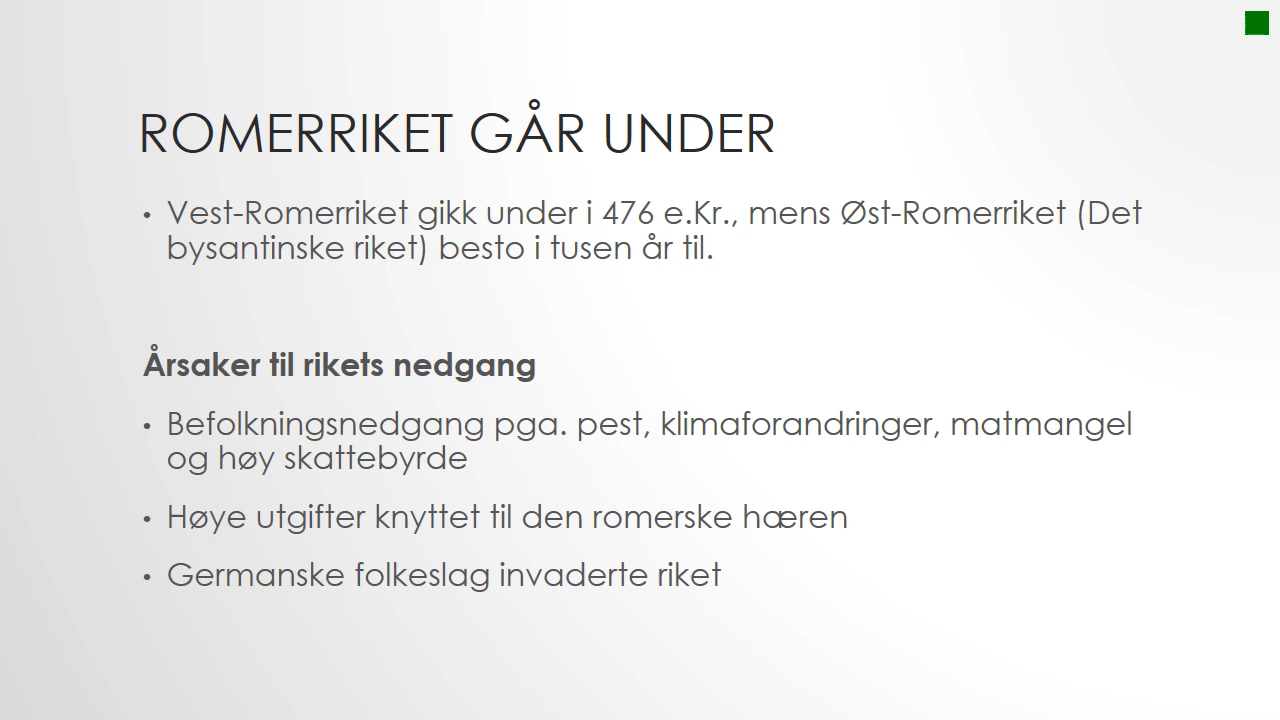 ROMERRIKET GÅR UNDER
• Vest-Romerriket gikk under i 476 e.Kr., mens Øst-Romerriket (Det
bysantinske riket) besto i tusen år til.
Årsaker til rikets nedgang
• Befolkningsnedgang pga. pest, klimaforandringer, matmangel
og høy skattebyrde
• Høye utgifter knyttet til den romerske hæren
• Germanske folkeslag invaderte riket